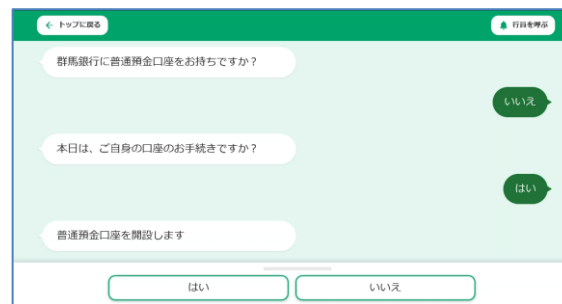 トップに戻る
行員を呼ぶ
群馬銀行に普通預金口座をお持ちですか？
いいえ
本日は、ご自身の口座のお手続きですか？
はい
普通預金口座を開設します
はい
いいえ